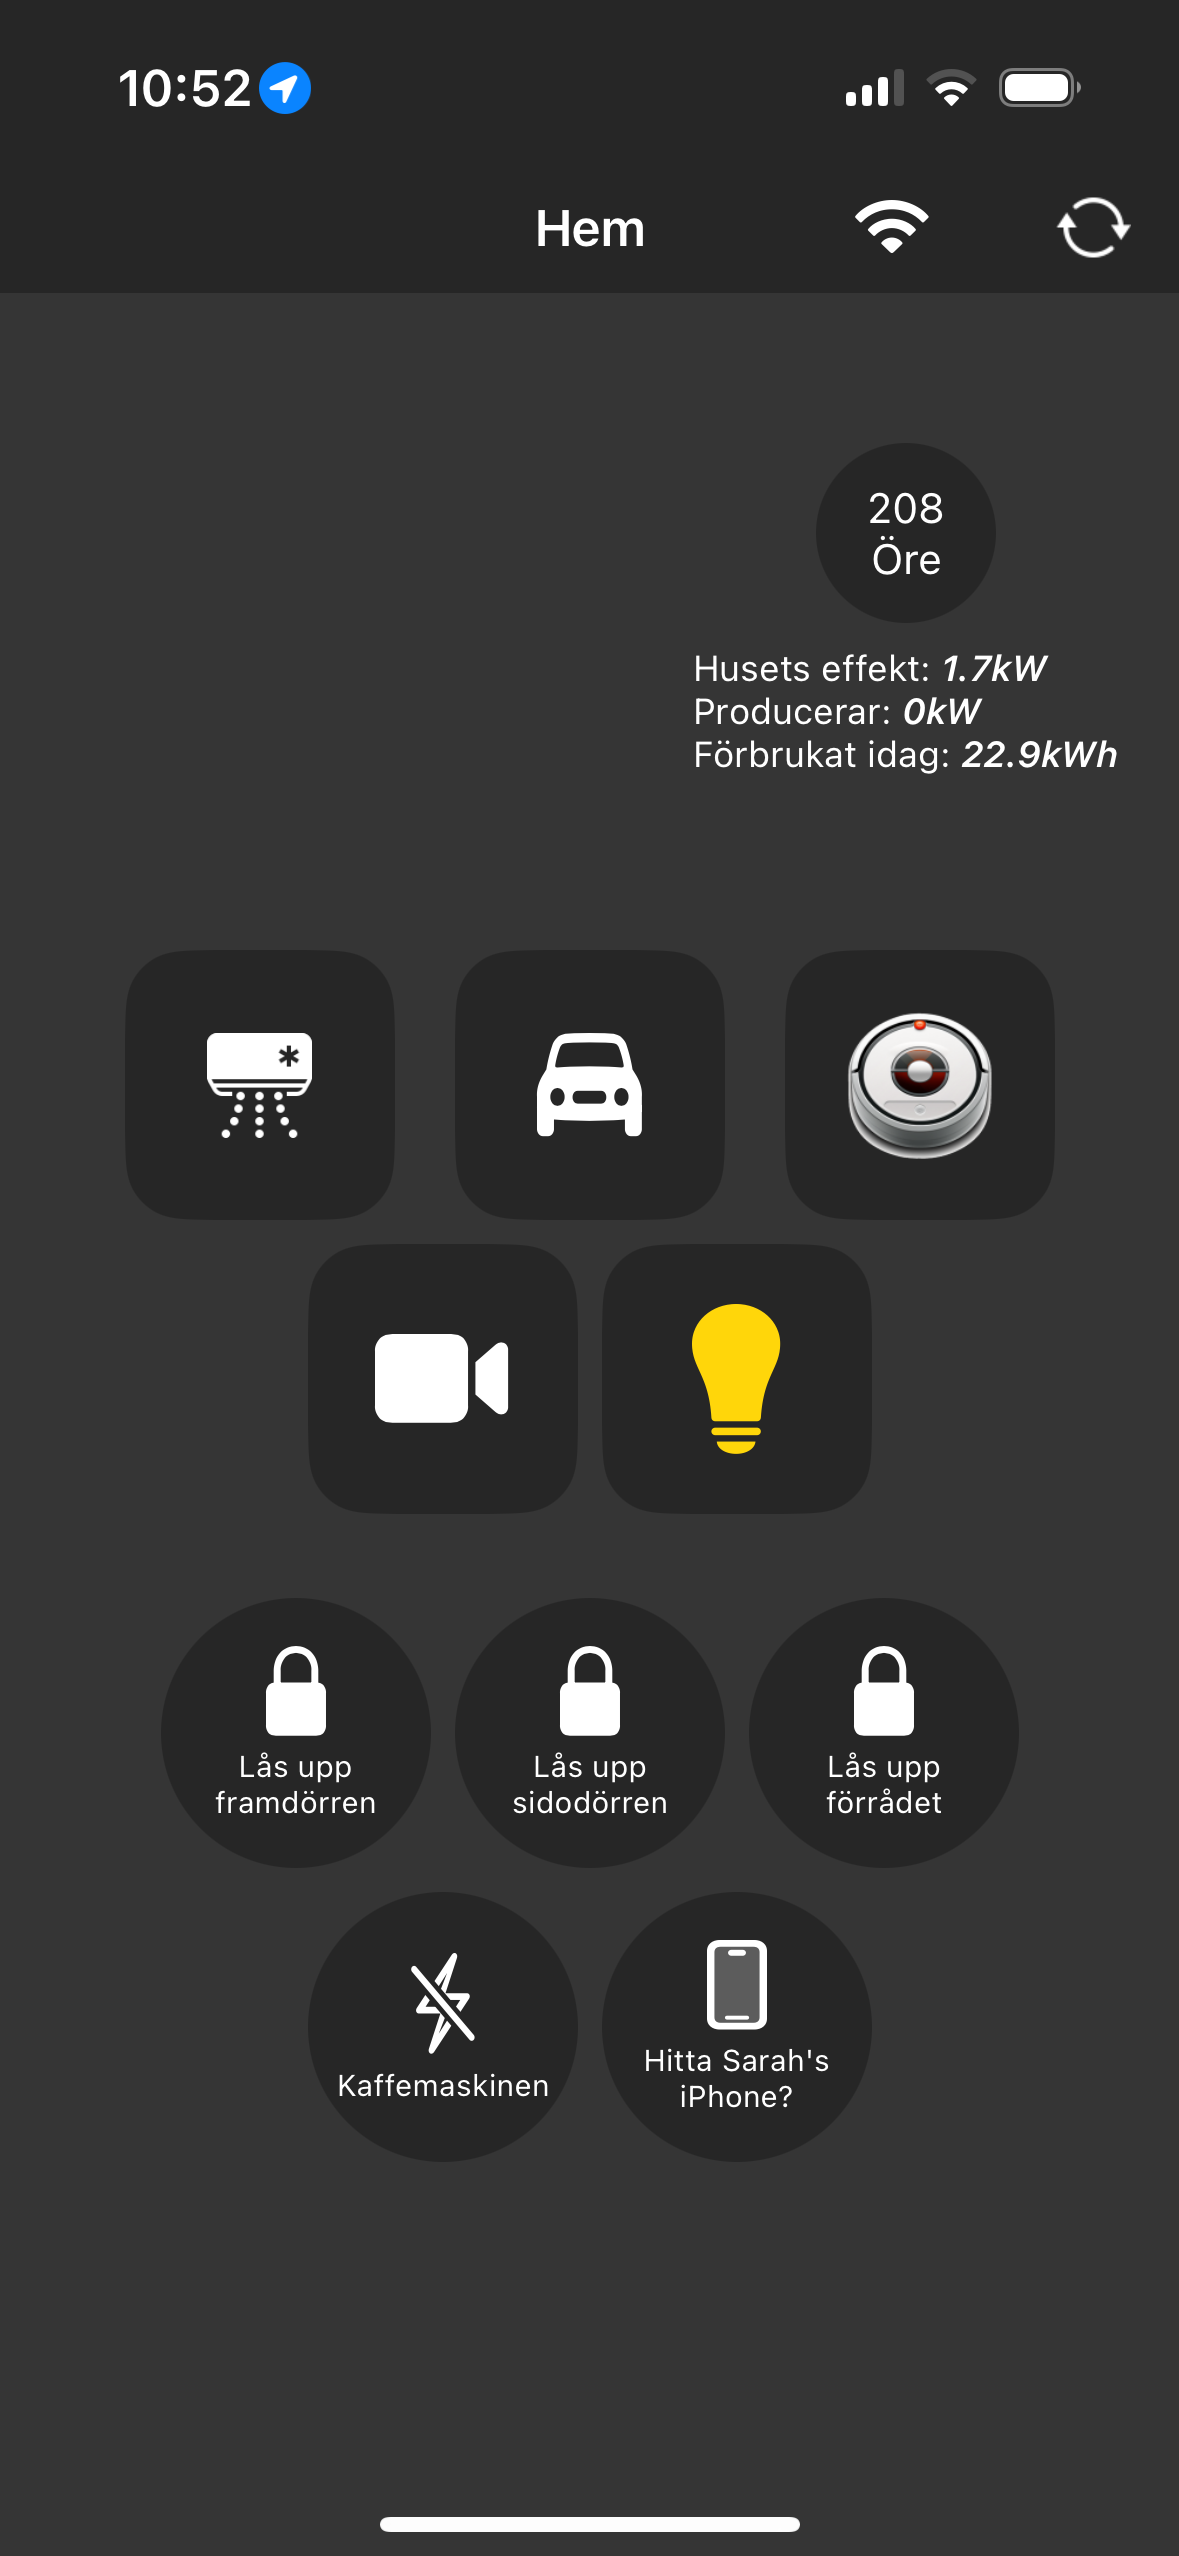 10:52
Hem
208
Öre
Husets effekt: 1.7kW
Producerar: 0kW
Förbrukat idag: 22.9kWh
Lås upp
framdörren
Lås upp
sidodörren
Lås upp
förrådet
Kaffemaskinen
Hitta Sarah's
iPhone?